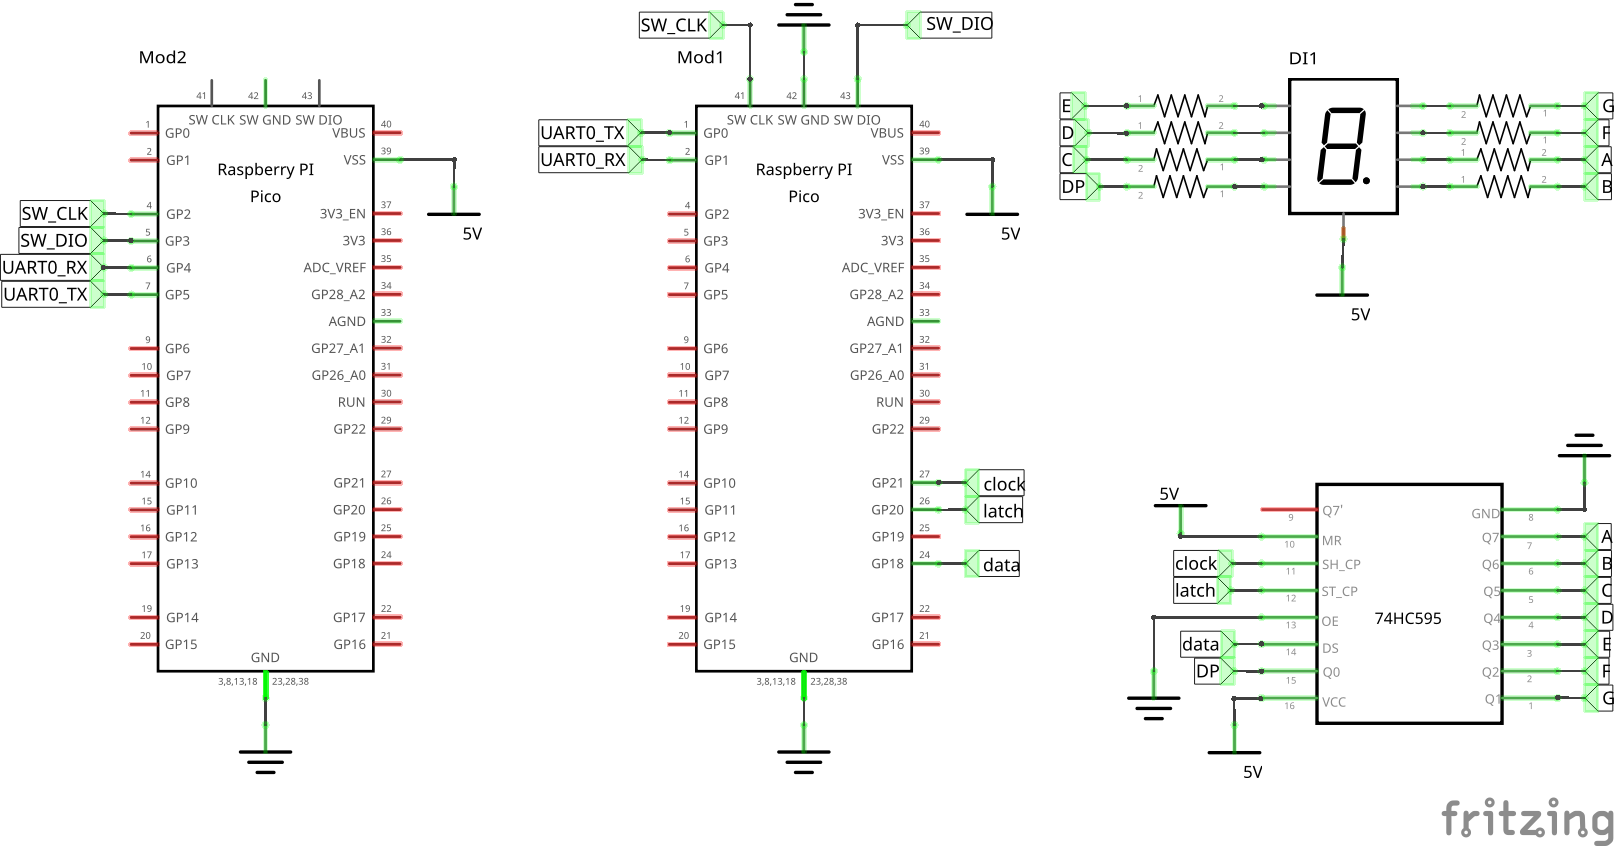 Mod2
41 42 43
SW CLK SW GND SW DIO
1 GP0 VBUS 40
2 GP1 VSS 39
Raspberry PI
Pico
SW_CLK 4 GP2 3V3_EN 37
5V
SW_DIO 5 GP3 3V3 36
UART0_RX 6 GP4 ADC_VREF 35
UART0_TX 7 GP5 GP28_A2 34
AGND 33
9 GP6 GP27_A1 32
10 GP7 GP26_A0 31
11 GP8 RUN 30
12 GP9 GP22 29
14 GP10 GP21 27
15 GP11 GP20 26
16 GP12 GP19 25
17 GP13 GP18 24
19 GP14 GP17 22
20 GP15 GP16 21
GND
3,8,13,18 23,28,38
SW_CLK SW_DIO
Mod1
41 42 43
SW CLK SW GND SW DIO
UART0_TX 1 GP0 VBUS 40
UART0_RX 2 GP1 VSS 39
Raspberry PI
Pico
4 GP2 3V3_EN 37
5V
5 GP3 3V3 36
6 GP4 ADC_VREF 35
7 GP5 GP28_A2 34
AGND 33
9 GP6 GP27_A1 32
10 GP7 GP26_A0 31
11 GP8 RUN 30
12 GP9 GP22 29
14 GP10 GP21 27 clock
15 GP11 GP20 26 latch
16 GP12 GP19 25
17 GP13 GP18 24 data
19 GP14 GP17 22
20 GP15 GP16 21
GND
3,8,13,18 23,28,38
DI1
E 1 2 2 1 G
D 1 2 2 1 F
C 2 1 1 2 A
DP 2 1 1 2 B
8.
5V
5V
9 Q7' GND 8
10 MR Q7 7 A
clock 11 SH_CP Q6 6 B
latch 12 ST_CP Q5 5 C
74HC595
13 OE Q4 4 D
data 14 DS Q3 3 E
DP 15 Q0 Q2 2 F
16 VCC Q1 1 G
5V
fritzing